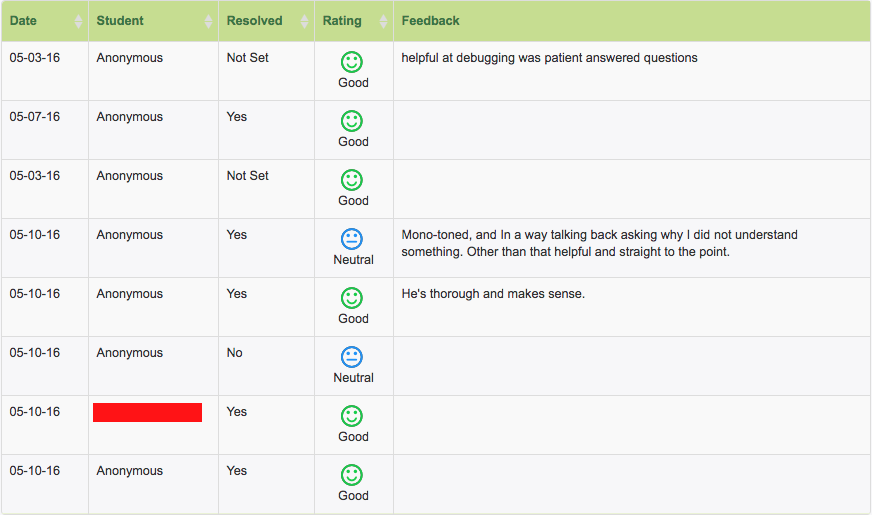 Date Student Resolved Rating Feedback
05-03-16 Anonymous Not Set Good helpful at debugging was patient answered questions
05-07-16 Anonymous Yes Good
05-03-16 Anonymous Not Set Good
05-10-16 Anonymous Yes Neutral Mono-toned, and In a way talking back asking why I did not understand
something. Other than that helpful and straight to the point.
05-10-16 Anonymous Yes Good He's thorough and makes sense.
05-10-16 Anonymous No Neutral
05-10-16 Yes Good
05-10-16 Anonymous Yes Good